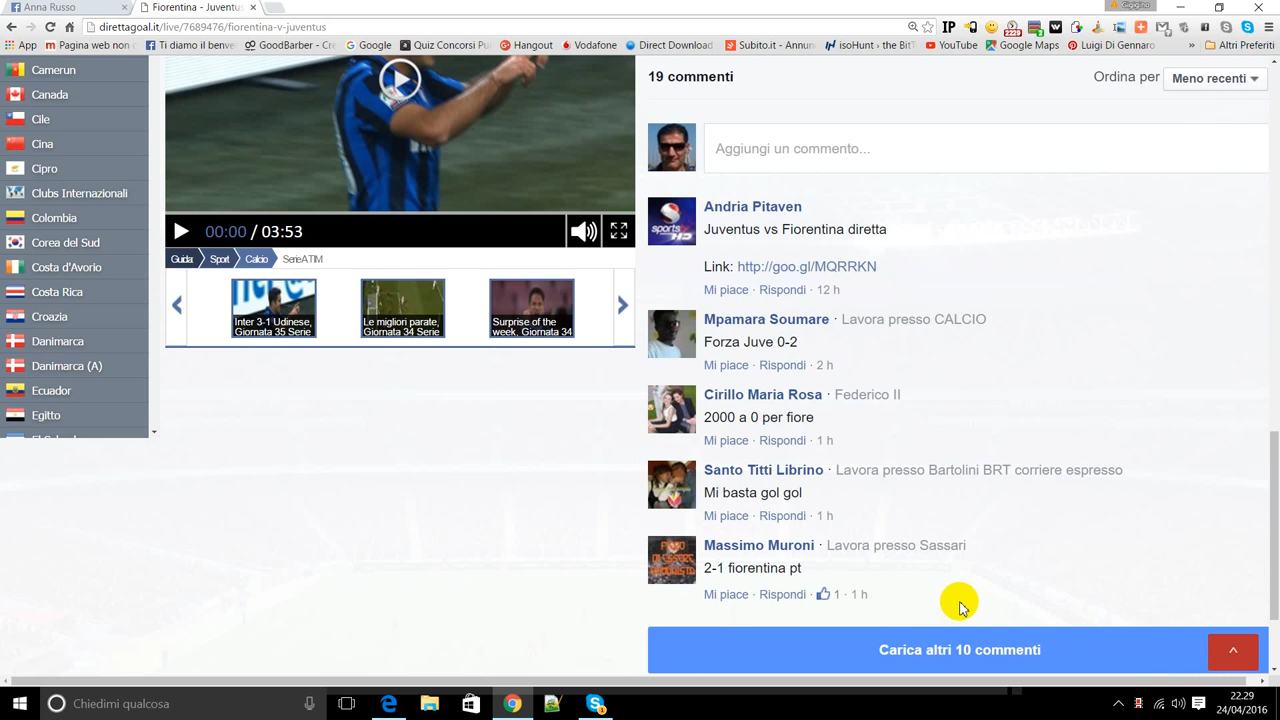 Anna Russo
Fiorentina - Juventus
Gigig.no
direttagoal.it/live/7689476/fiorentina-v-juventus
IP
2229
App
Pagina web non d
Ti diamo il benve
GoodBarber: Cre
Google
Quiz Concorsi Pul
Hangout
Vodafone
Direct Download
Subito.it - Annun
isoHunt › the BitT
YouTube
Google Maps
Luigi Di Gennaro
»
Altri Preferiti
Camerun
Canada
Cile
Cina
Cipro
Clubs Internazionali
Colombia
Corea del Sud
Costa d'Avorio
Costa Rica
Croazia
Danimarca
Danimarca (A)
Ecuador
Egitto
00:00 / 03:53
Guida
Sport
Calcio
Serie A TIM
Inter 3-1 Udinese,
Giornata 35 Serie
Le migliori parate,
Giornata 34 Serie
Surprise of the
week, Giornata 34
19 commenti
Ordina per
Meno recenti
Aggiungi un commento...
Andria Pitaven
Juventus vs Fiorentina diretta
Link: http://goo.gl/MQRRKN
Mi piace · Rispondi · 12 h
Mpamara Soumare · Lavora presso CALCIO
Forza Juve 0-2
Mi piace · Rispondi · 2 h
Cirillo Maria Rosa · Federico II
2000 a 0 per fiore
Mi piace · Rispondi · 1 h
Santo Titti Librino · Lavora presso Bartolini BRT corriere espresso
Mi basta gol gol
Mi piace · Rispondi · 1 h
Massimo Muroni · Lavora presso Sassari
2-1 fiorentina pt
Mi piace · Rispondi · 1 · 1 h
Carica altri 10 commenti
Chiedimi qualcosa
22.29
24/04/2016